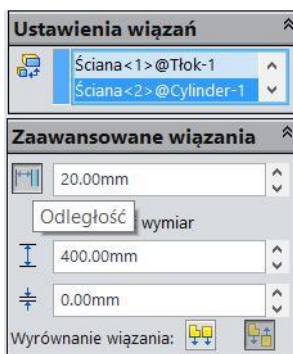 Ustawienia wiązań
Ściana<1>@Tłok-1
Ściana<2>@Cylinder-1
Zaawansowane wiązania
20.00mm
Odległość wymiar
400.00mm
0.00mm
Wyrównanie wiązania: